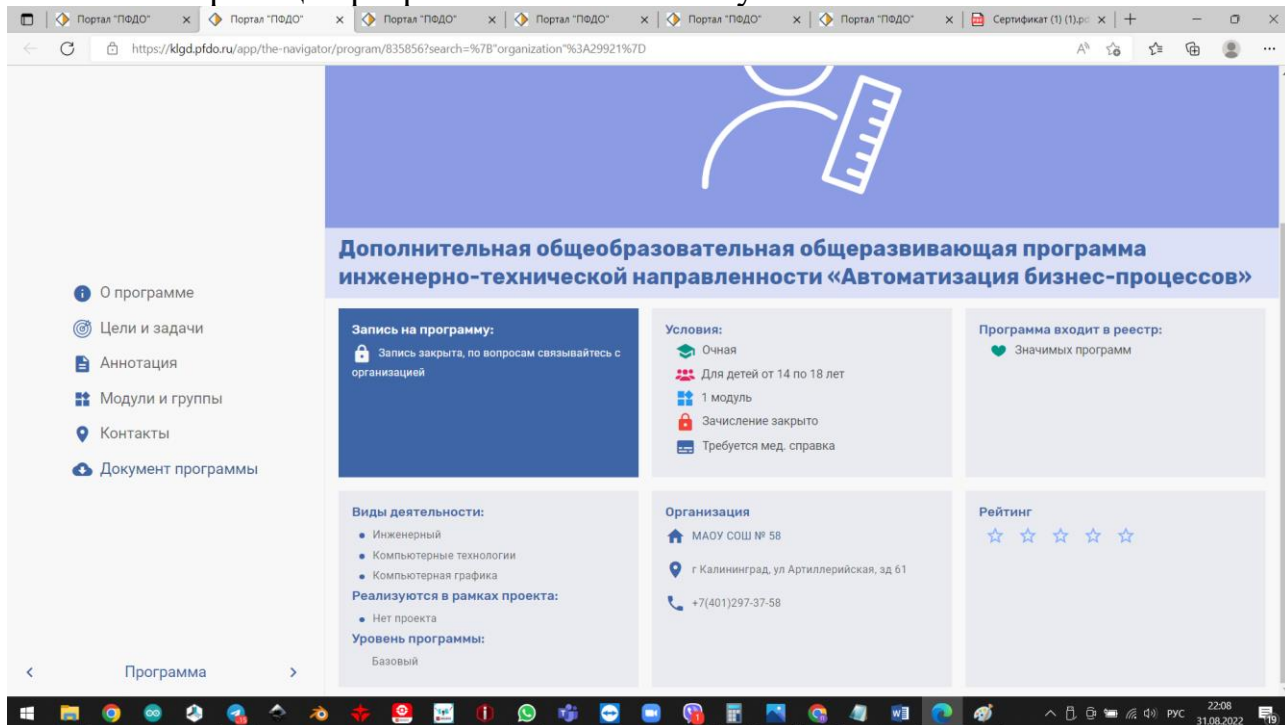 Портал "ПФДО"
Портал "ПФДО"
Портал "ПФДО"
Портал "ПФДО"
Портал "ПФДО"
Портал "ПФДО"
Сертификат (1) (1).pd
https://klgd.pfdo.ru/app/the-navigator/program/835856?search=%7B"organization"%3A29921%7D
Дополнительная общеобразовательная общеразвивающая программа
инженерно-технической направленности «Автоматизация бизнес-процессов»
О программе
Цели и задачи
Аннотация
Модули и группы
Контакты
Документ программы
Программа
Запись на программу:
Запись закрыта, по вопросам связывайтесь с
организацией
Условия:
Очная
Для детей от 14 по 18 лет
1 модуль
Зачисление закрыто
Требуется мед. справка
Программа входит в реестр:
Значимых программ
Виды деятельности:
Инженерный
Компьютерные технологии
Компьютерная графика
Реализуются в рамках проекта:
Нет проекта
Уровень программы:
Базовый
Организация
МАОУ СОШ № 58
г Калининград, ул Артиллерийская, зд 61
+7(401)297-37-58
Рейтинг
РУС
22:08
31.08.2022